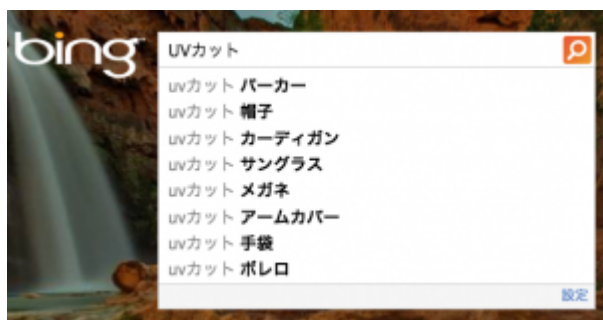 bing
UVカット
uvカット パーカー
uvカット 帽子
uvカット カーディガン
uvカット サングラス
uvカット メガネ
uvカット アームカバー
uvカット 手袋
uvカット ボレロ
設定